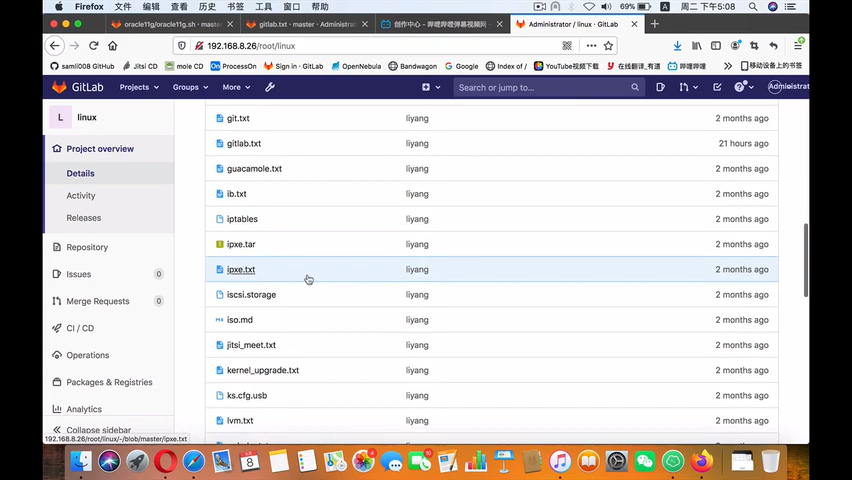 Firefox 文件 编辑 查看 历史 书签 工具 窗口 帮助 69% 周二 下午5:08
oracle11g/oracle11g.sh · maste
gitlab.txt · master · Administra
创作中心 - 哔哩哔哩弹幕视频网
Administrator / linux · GitLab
192.168.8.26/root/linux
samli008 GitHub Jitsi CD mole CD ProcessOn Sign in · GitLab OpenNebula Bandwagon Google Index of / YouTube视频下载 在线翻译_有道 哔哩哔哩 移动设备上的书签
GitLab Projects Groups More Search or jump to... Administrat
L linux
Project overview
Details
Activity
Releases
Repository
Issues 0
Merge Requests 0
CI / CD
Operations
Packages & Registries
Analytics
Collapse sidebar
git.txt liyang 2 months ago
gitlab.txt liyang 21 hours ago
guacamole.txt liyang 2 months ago
ib.txt liyang 2 months ago
iptables liyang 2 months ago
ipxe.tar liyang 2 months ago
ipxe.txt liyang 2 months ago
iscsi.storage liyang 2 months ago
iso.md liyang 2 months ago
jitsi_meet.txt liyang 2 months ago
kernel_upgrade.txt liyang 2 months ago
ks.cfg.usb liyang 2 months ago
lvm.txt liyang 2 months ago
192.168.8.26/root/linux/-/blob/master/ipxe.txt
8
10